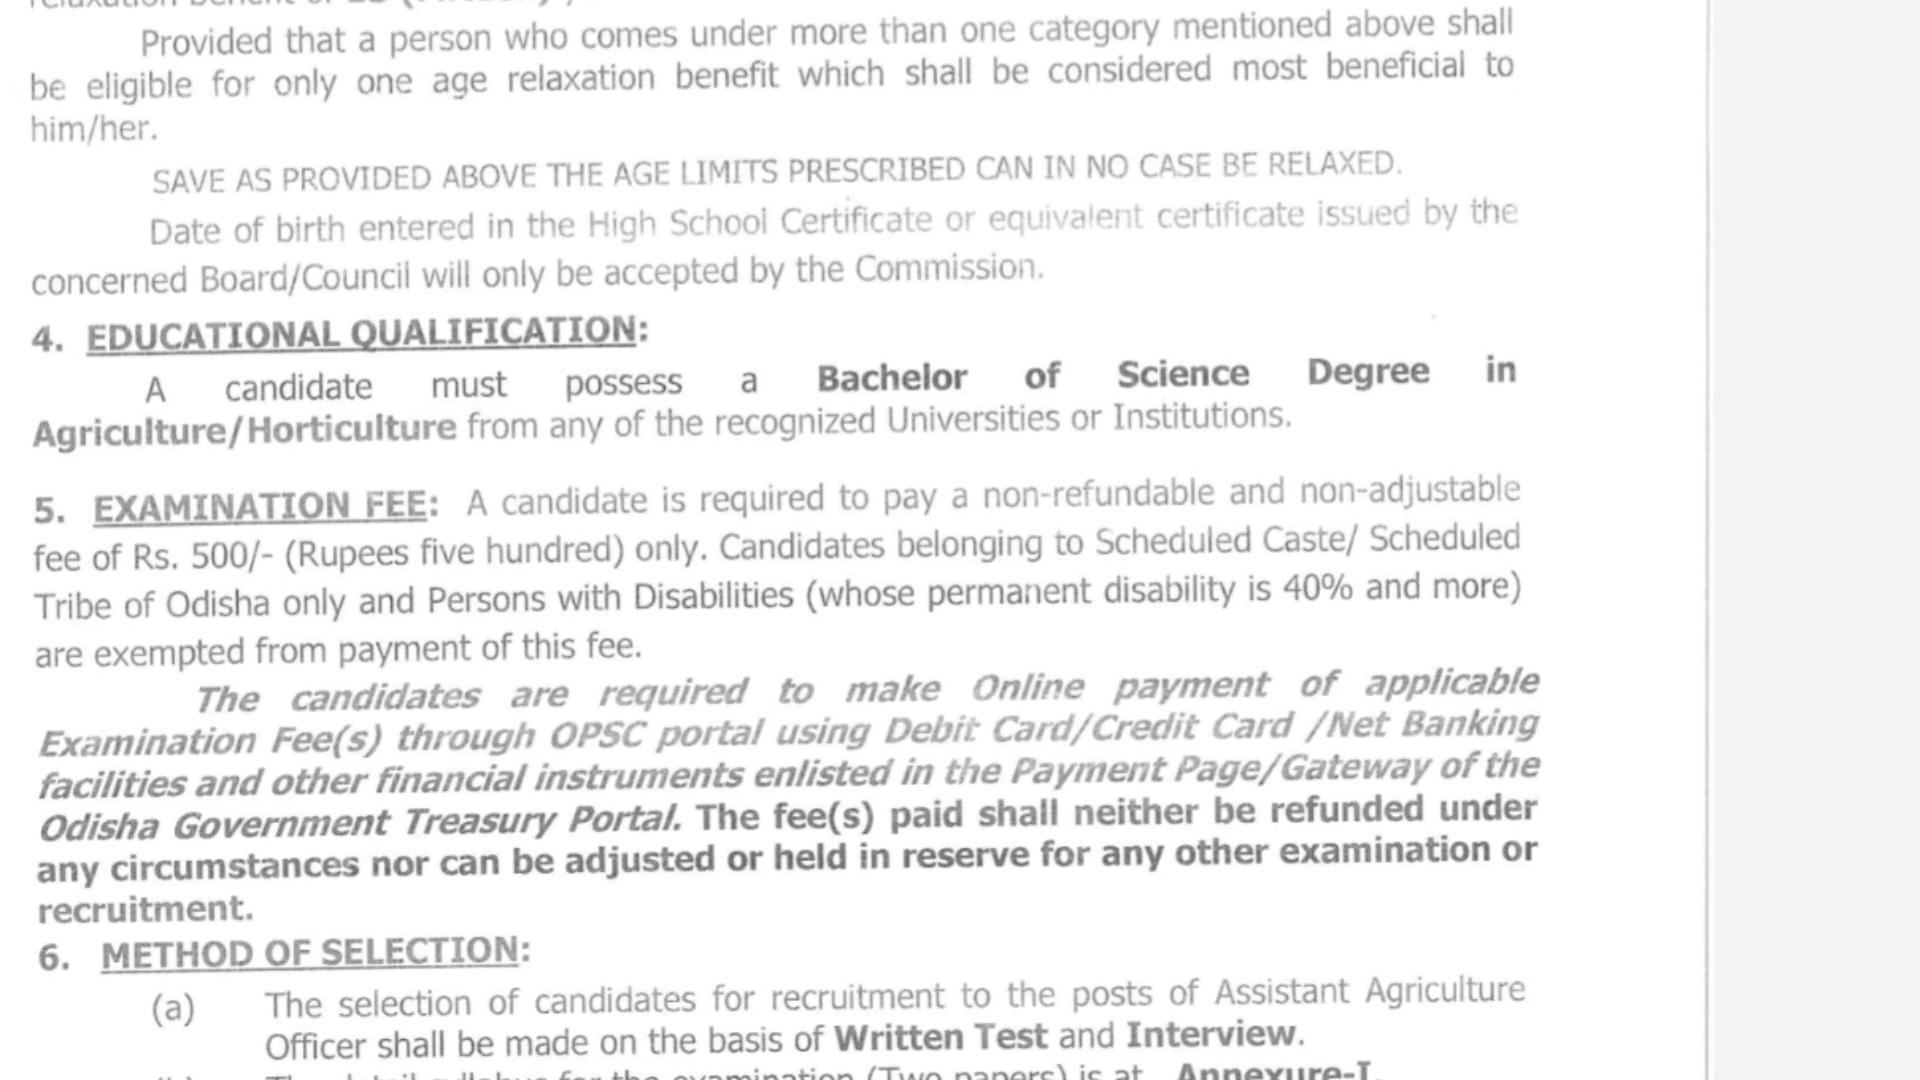 Provided that a person who comes under more than one category mentioned above shall
be eligible for only one age relaxation benefit which shall be considered most beneficial to
him/her.
SAVE AS PROVIDED ABOVE THE AGE LIMITS PRESCRIBED CAN IN NO CASE BE RELAXED.
Date of birth entered in the High School Certificate or equivalent certificate issued by the
concerned Board/Council will only be accepted by the Commission.
4. EDUCATIONAL QUALIFICATION:
A candidate must possess a Bachelor of Science Degree in
Agriculture/Horticulture from any of the recognized Universities or Institutions.
5. EXAMINATION FEE: A candidate is required to pay a non-refundable and non-adjustable
fee of Rs. 500/- (Rupees five hundred) only. Candidates belonging to Scheduled Caste/ Scheduled
Tribe of Odisha only and Persons with Disabilities (whose permanent disability is 40% and more)
are exempted from payment of this fee.
The candidates are required to make Online payment of applicable
Examination Fee(s) through OPSC portal using Debit Card/Credit Card /Net Banking
facilities and other financial instruments enlisted in the Payment Page/Gateway of the
Odisha Government Treasury Portal. The fee(s) paid shall neither be refunded under
any circumstances nor can be adjusted or held in reserve for any other examination or
recruitment.
6. METHOD OF SELECTION:
(a) The selection of candidates for recruitment to the posts of Assistant Agriculture
Officer shall be made on the basis of Written Test and Interview.
syllabus for the examination (Two papers) is at Annexure-I.